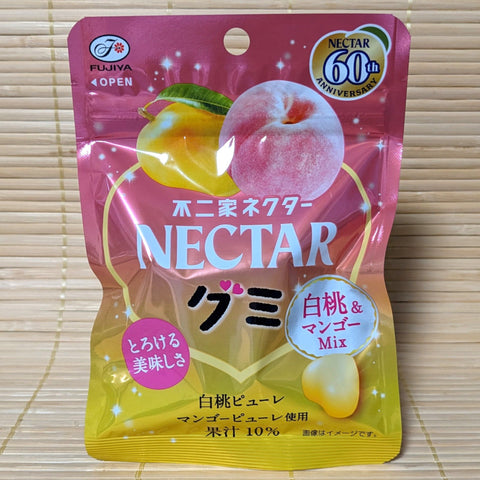 FUJIYA
◁OPEN
NECTAR
60th
ANNIVERSARY
不二家ネクター
NECTAR
グミ
白桃&
マンゴー
Mix
とろける
美味しさ
白桃ピューレ
マンゴーピューレ使用
果汁10%
画像はイメージです。